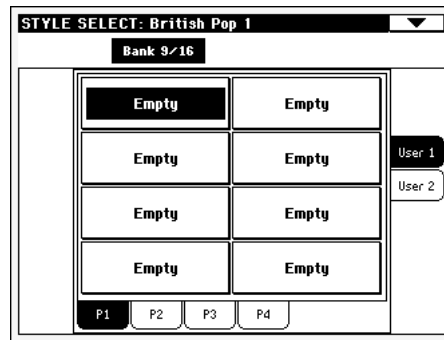 STYLE SELECT: British Pop 1
Bank 9/16
Empty Empty
Empty Empty
User 1
User 2
Empty Empty
Empty Empty
P1 P2 P3 P4